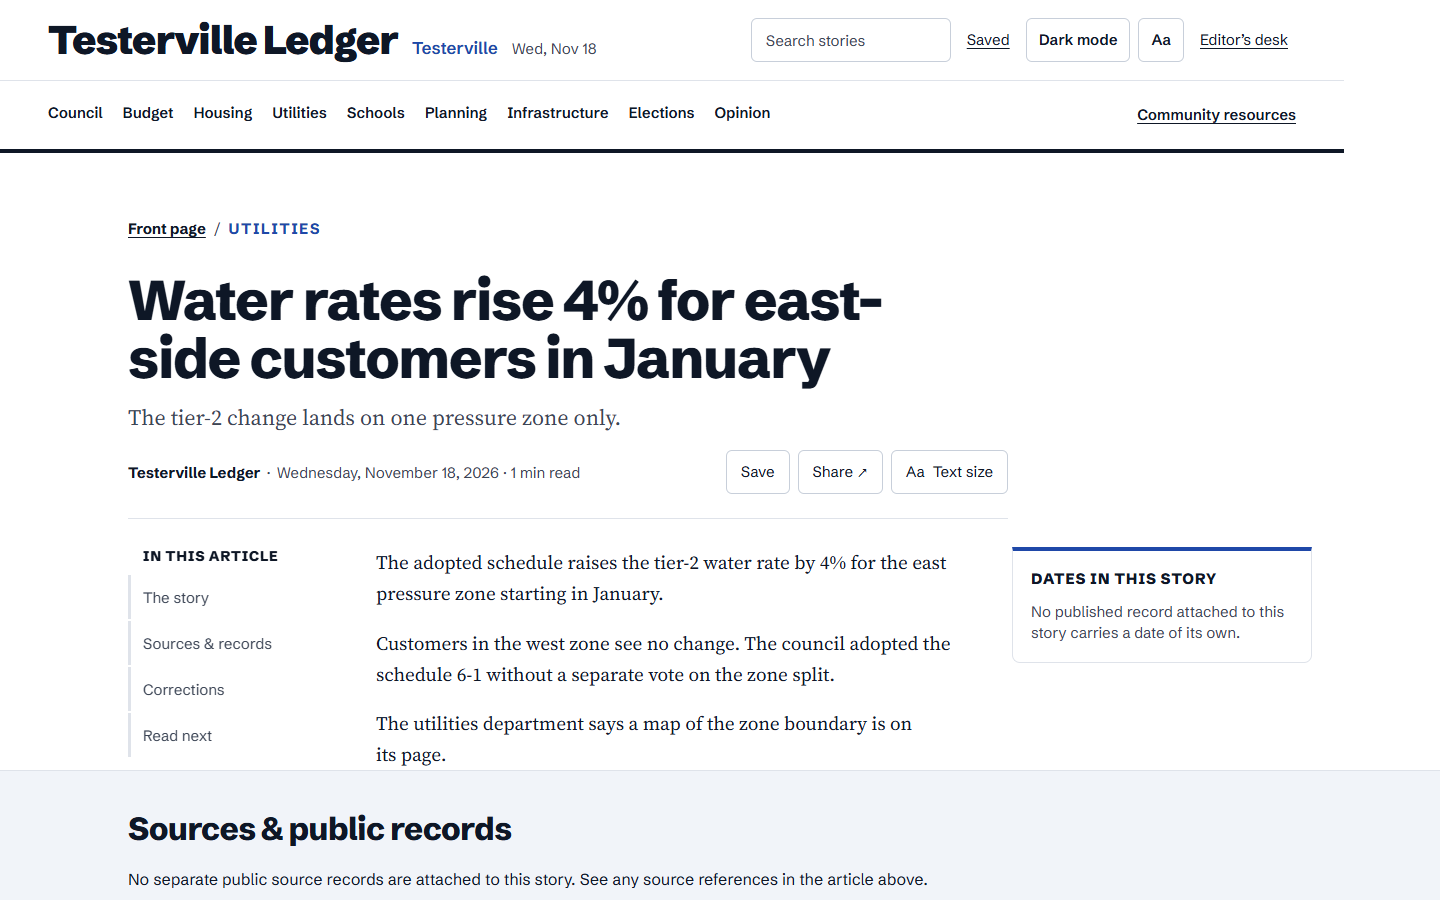 Testerville Ledger Testerville Wed, Nov 18 Search stories Saved Dark mode Aa Editor's desk
Council Budget Housing Utilities Schools Planning Infrastructure Elections Opinion Community resources
Front page / UTILITIES
Water rates rise 4% for east-
side customers in January
The tier-2 change lands on one pressure zone only.
Testerville Ledger · Wednesday, November 18, 2026 · 1 min read Save Share ↗ Aa Text size
IN THIS ARTICLE
The story
Sources & records
Corrections
Read next
The adopted schedule raises the tier-2 water rate by 4% for the east
pressure zone starting in January.
Customers in the west zone see no change. The council adopted the
schedule 6-1 without a separate vote on the zone split.
The utilities department says a map of the zone boundary is on
its page.
DATES IN THIS STORY
No published record attached to this
story carries a date of its own.
Sources & public records
No separate public source records are attached to this story. See any source references in the article above.